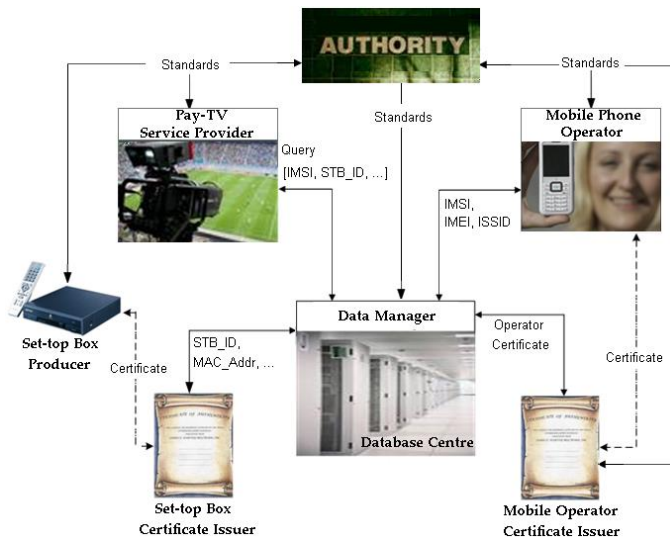 AUTHORITY
Standards
Standards
Standards
Pay-TV
Service Provider
Mobile Phone
Operator
Query
[IMSI, STB_ID, ...]
IMSI,
IMEI, ISSID
Data Manager
Set-top Box
Producer
Certificate
STB_ID,
MAC_Addr, ...
Operator
Certificate
Certificate
Database Centre
Set-top Box
Certificate Issuer
Mobile Operator
Certificate Issuer